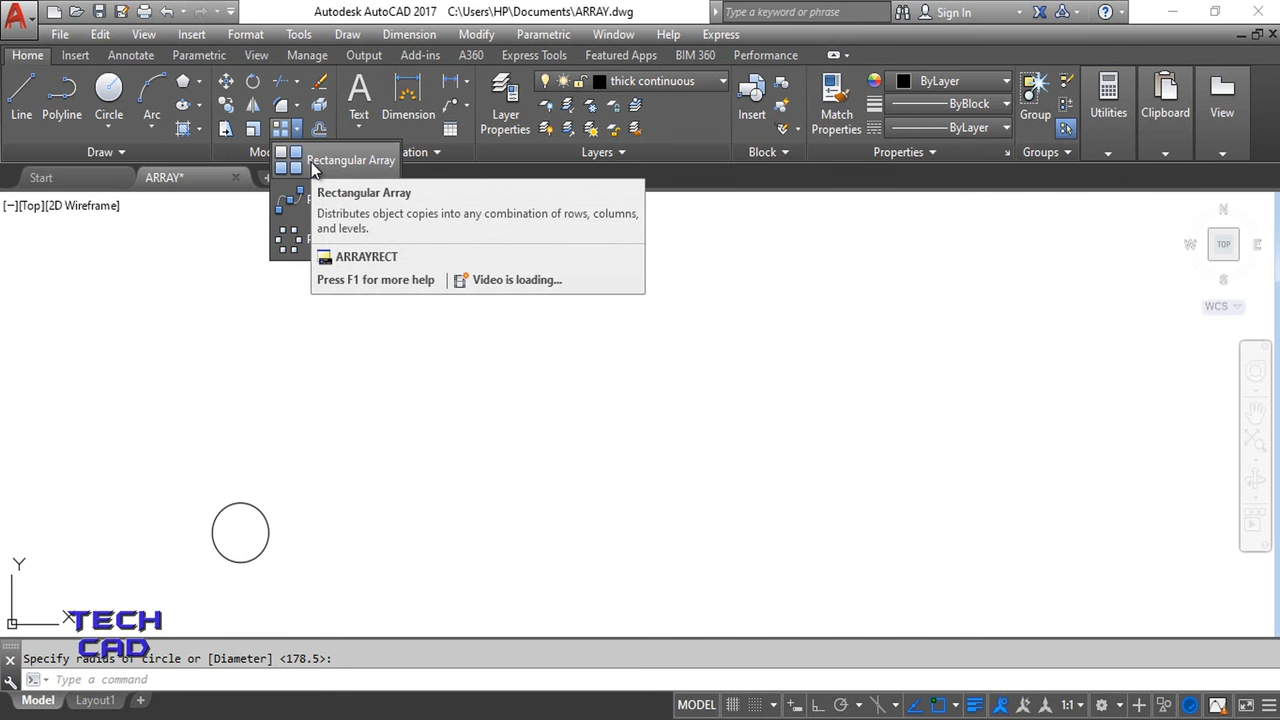 Autodesk AutoCAD 2017 C:\Users\HP\Documents\ARRAY.dwg
Type a keyword or phrase
Sign In
File Edit View Insert Format Tools Draw Dimension Modify Parametric Window Help Express
Home Insert Annotate Parametric View Manage Output Add-ins A360 Express Tools Featured Apps BIM 360 Performance
Line Polyline Circle Arc
Text Dimension
Layer
Properties
thick continuous
Insert
Match
Properties
ByLayer
ByBlock
ByLayer
Group
Utilities
Clipboard
View
Draw
Layers
Block
Properties
Groups
Rectangular Array
Start
ARRAY*
[−][Top][2D Wireframe]
Rectangular Array
Distributes object copies into any combination of rows, columns,
and levels.
ARRAYRECT
Press F1 for more help
Video is loading...
N
W TOP E
S
WCS
Y
X
TECH
CAD
Specify radius of circle or [Diameter] <178.5>:
Type a command
Model Layout1
MODEL
1:1